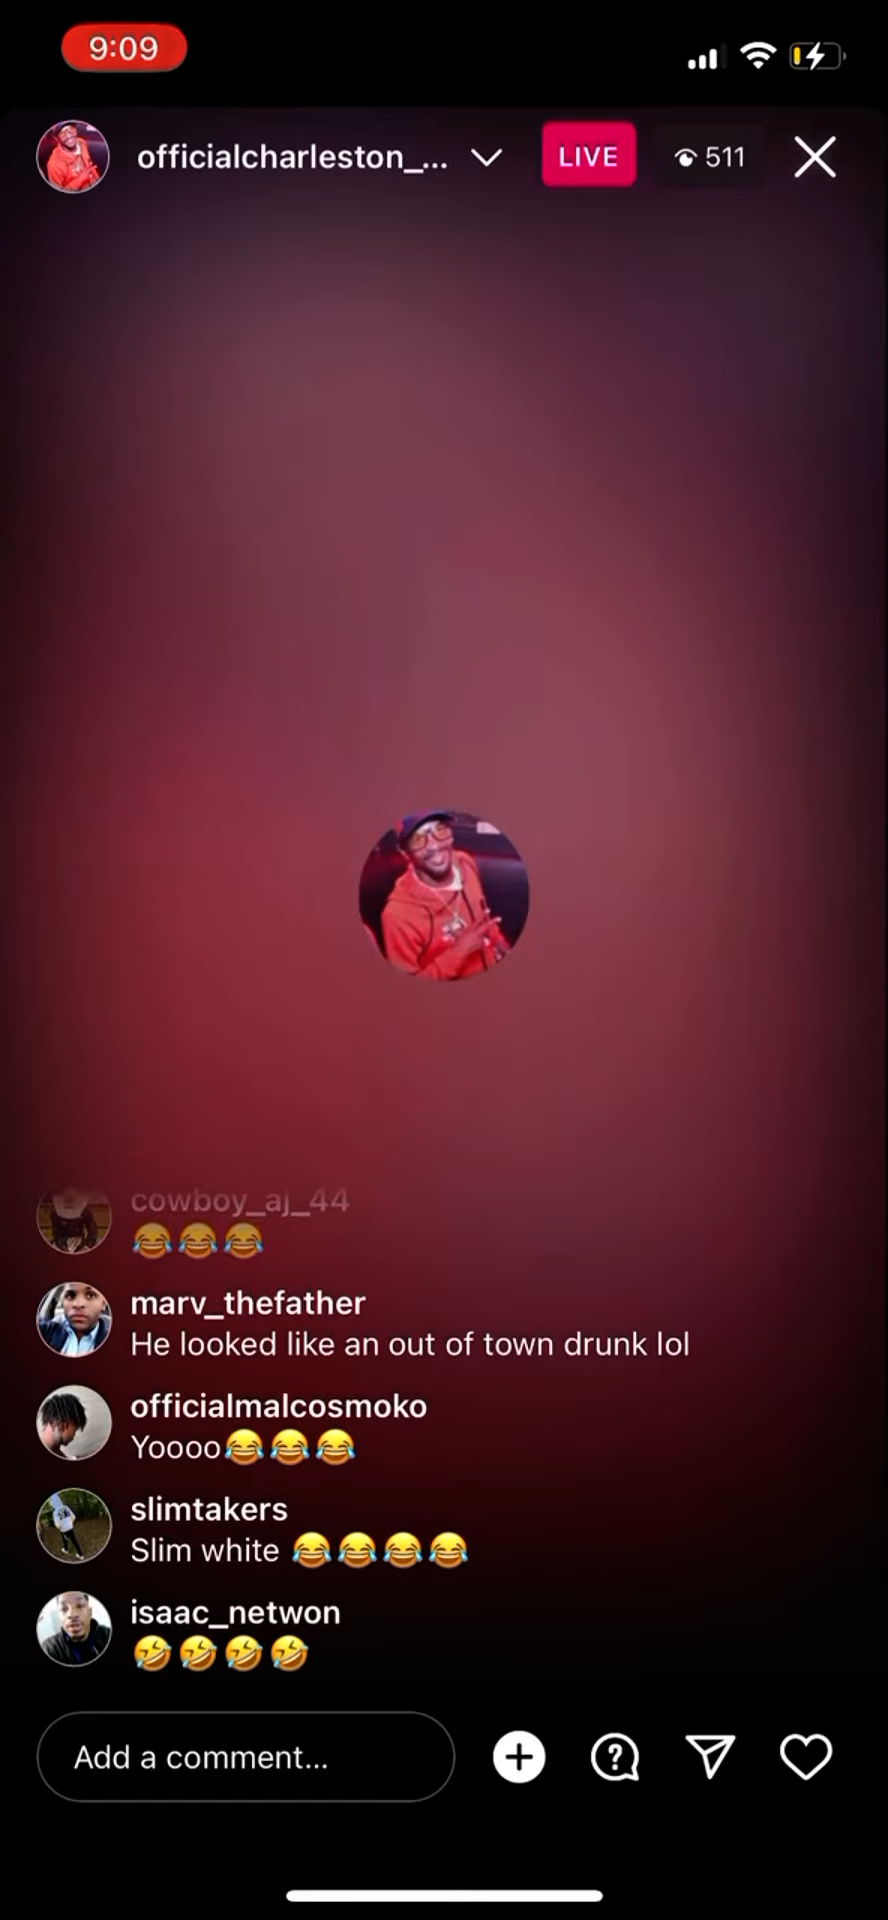 9:09
officialcharleston_...
LIVE
511
cowboy_aj_44
😂😂😂
marv_thefather
He looked like an out of town drunk lol
officialmalcosmoko
Yoooo😂😂😂
slimtakers
Slim white 😂😂😂😂
isaac_netwon
🤣🤣🤣🤣
Add a comment...